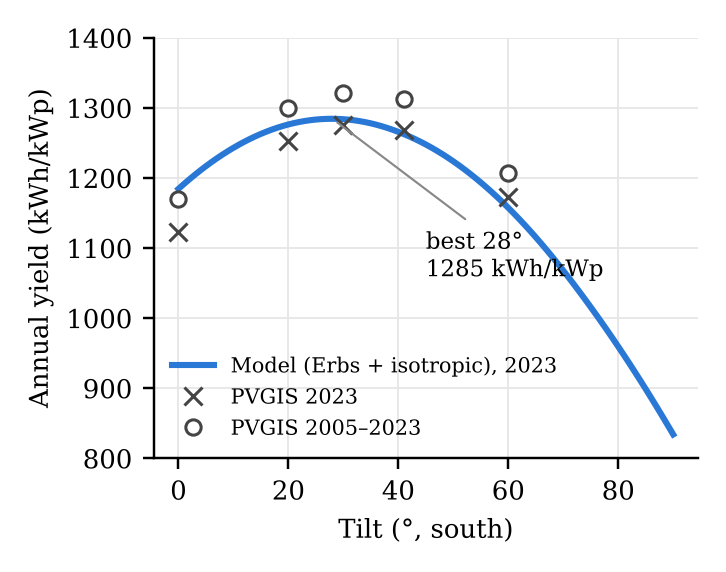 1400
1300
1200
1100
1000
900
800
Annual yield (kWh/kWp)
best 28°
1285 kWh/kWp
Model (Erbs + isotropic), 2023
PVGIS 2023
PVGIS 2005–2023
0 20 40 60 80
Tilt (°, south)